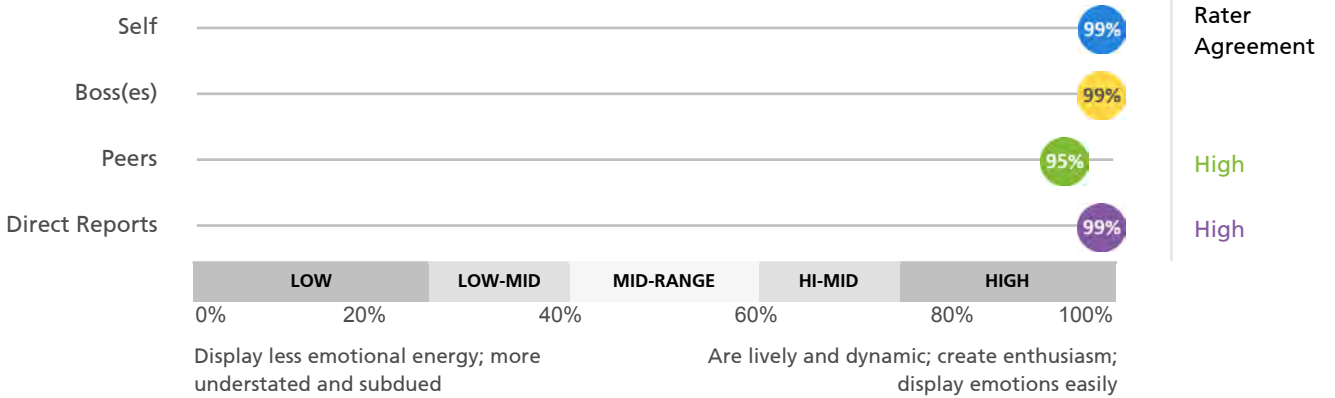 Self
99%
Rater
Agreement
Boss(es)
99%
Peers
95%
High
Direct Reports
99%
High
LOW LOW-MID MID-RANGE HI-MID HIGH
0% 20% 40% 60% 80% 100%
Display less emotional energy; more
understated and subdued
Are lively and dynamic; create enthusiasm;
display emotions easily